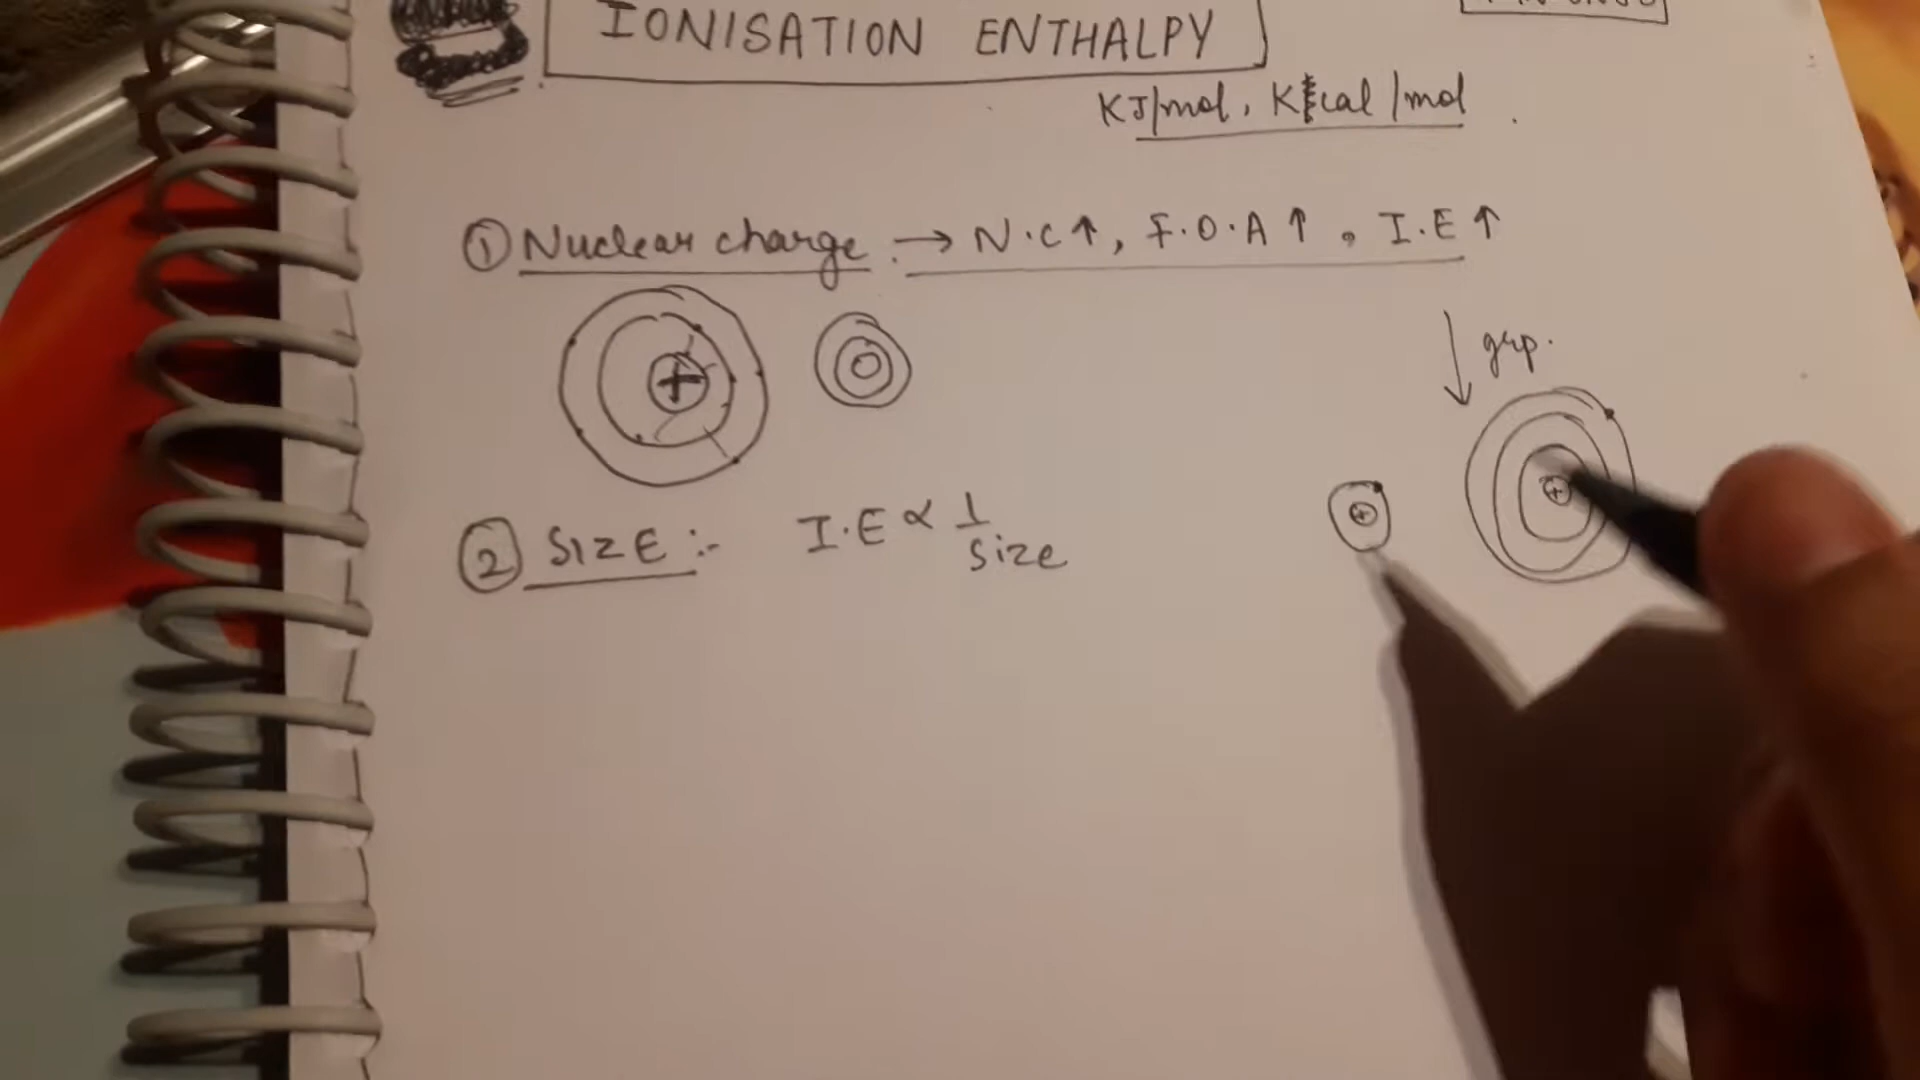 IONISATION ENTHALPY
KJ/mol, Kcal/mol
① Nuclear charge. → N.C↑, F.O.A↑, I.E↑
+
↓ grp.
+
+
② SIZE :- I.E ∝ 1/size